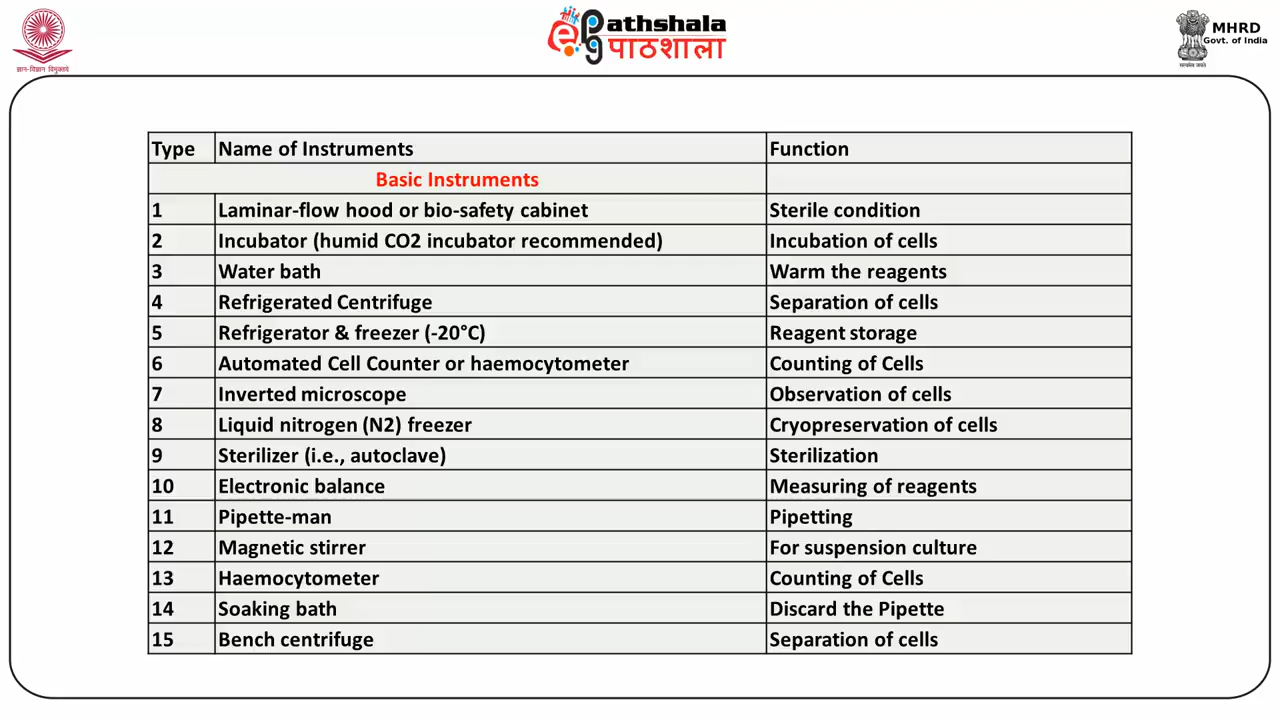 ज्ञान-विज्ञान विमुक्तये
ePathshala
पाठशाला
MHRD
Govt. of India
सत्यमेव जयते
Type Name of Instruments Function
Basic Instruments
1 Laminar-flow hood or bio-safety cabinet Sterile condition
2 Incubator (humid CO2 incubator recommended) Incubation of cells
3 Water bath Warm the reagents
4 Refrigerated Centrifuge Separation of cells
5 Refrigerator & freezer (-20°C) Reagent storage
6 Automated Cell Counter or haemocytometer Counting of Cells
7 Inverted microscope Observation of cells
8 Liquid nitrogen (N2) freezer Cryopreservation of cells
9 Sterilizer (i.e., autoclave) Sterilization
10 Electronic balance Measuring of reagents
11 Pipette-man Pipetting
12 Magnetic stirrer For suspension culture
13 Haemocytometer Counting of Cells
14 Soaking bath Discard the Pipette
15 Bench centrifuge Separation of cells